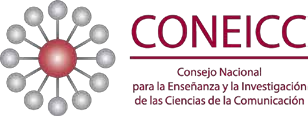 CONEICC
Consejo Nacional
para la Enseñanza y la Investigación
de las Ciencias de la Comunicación